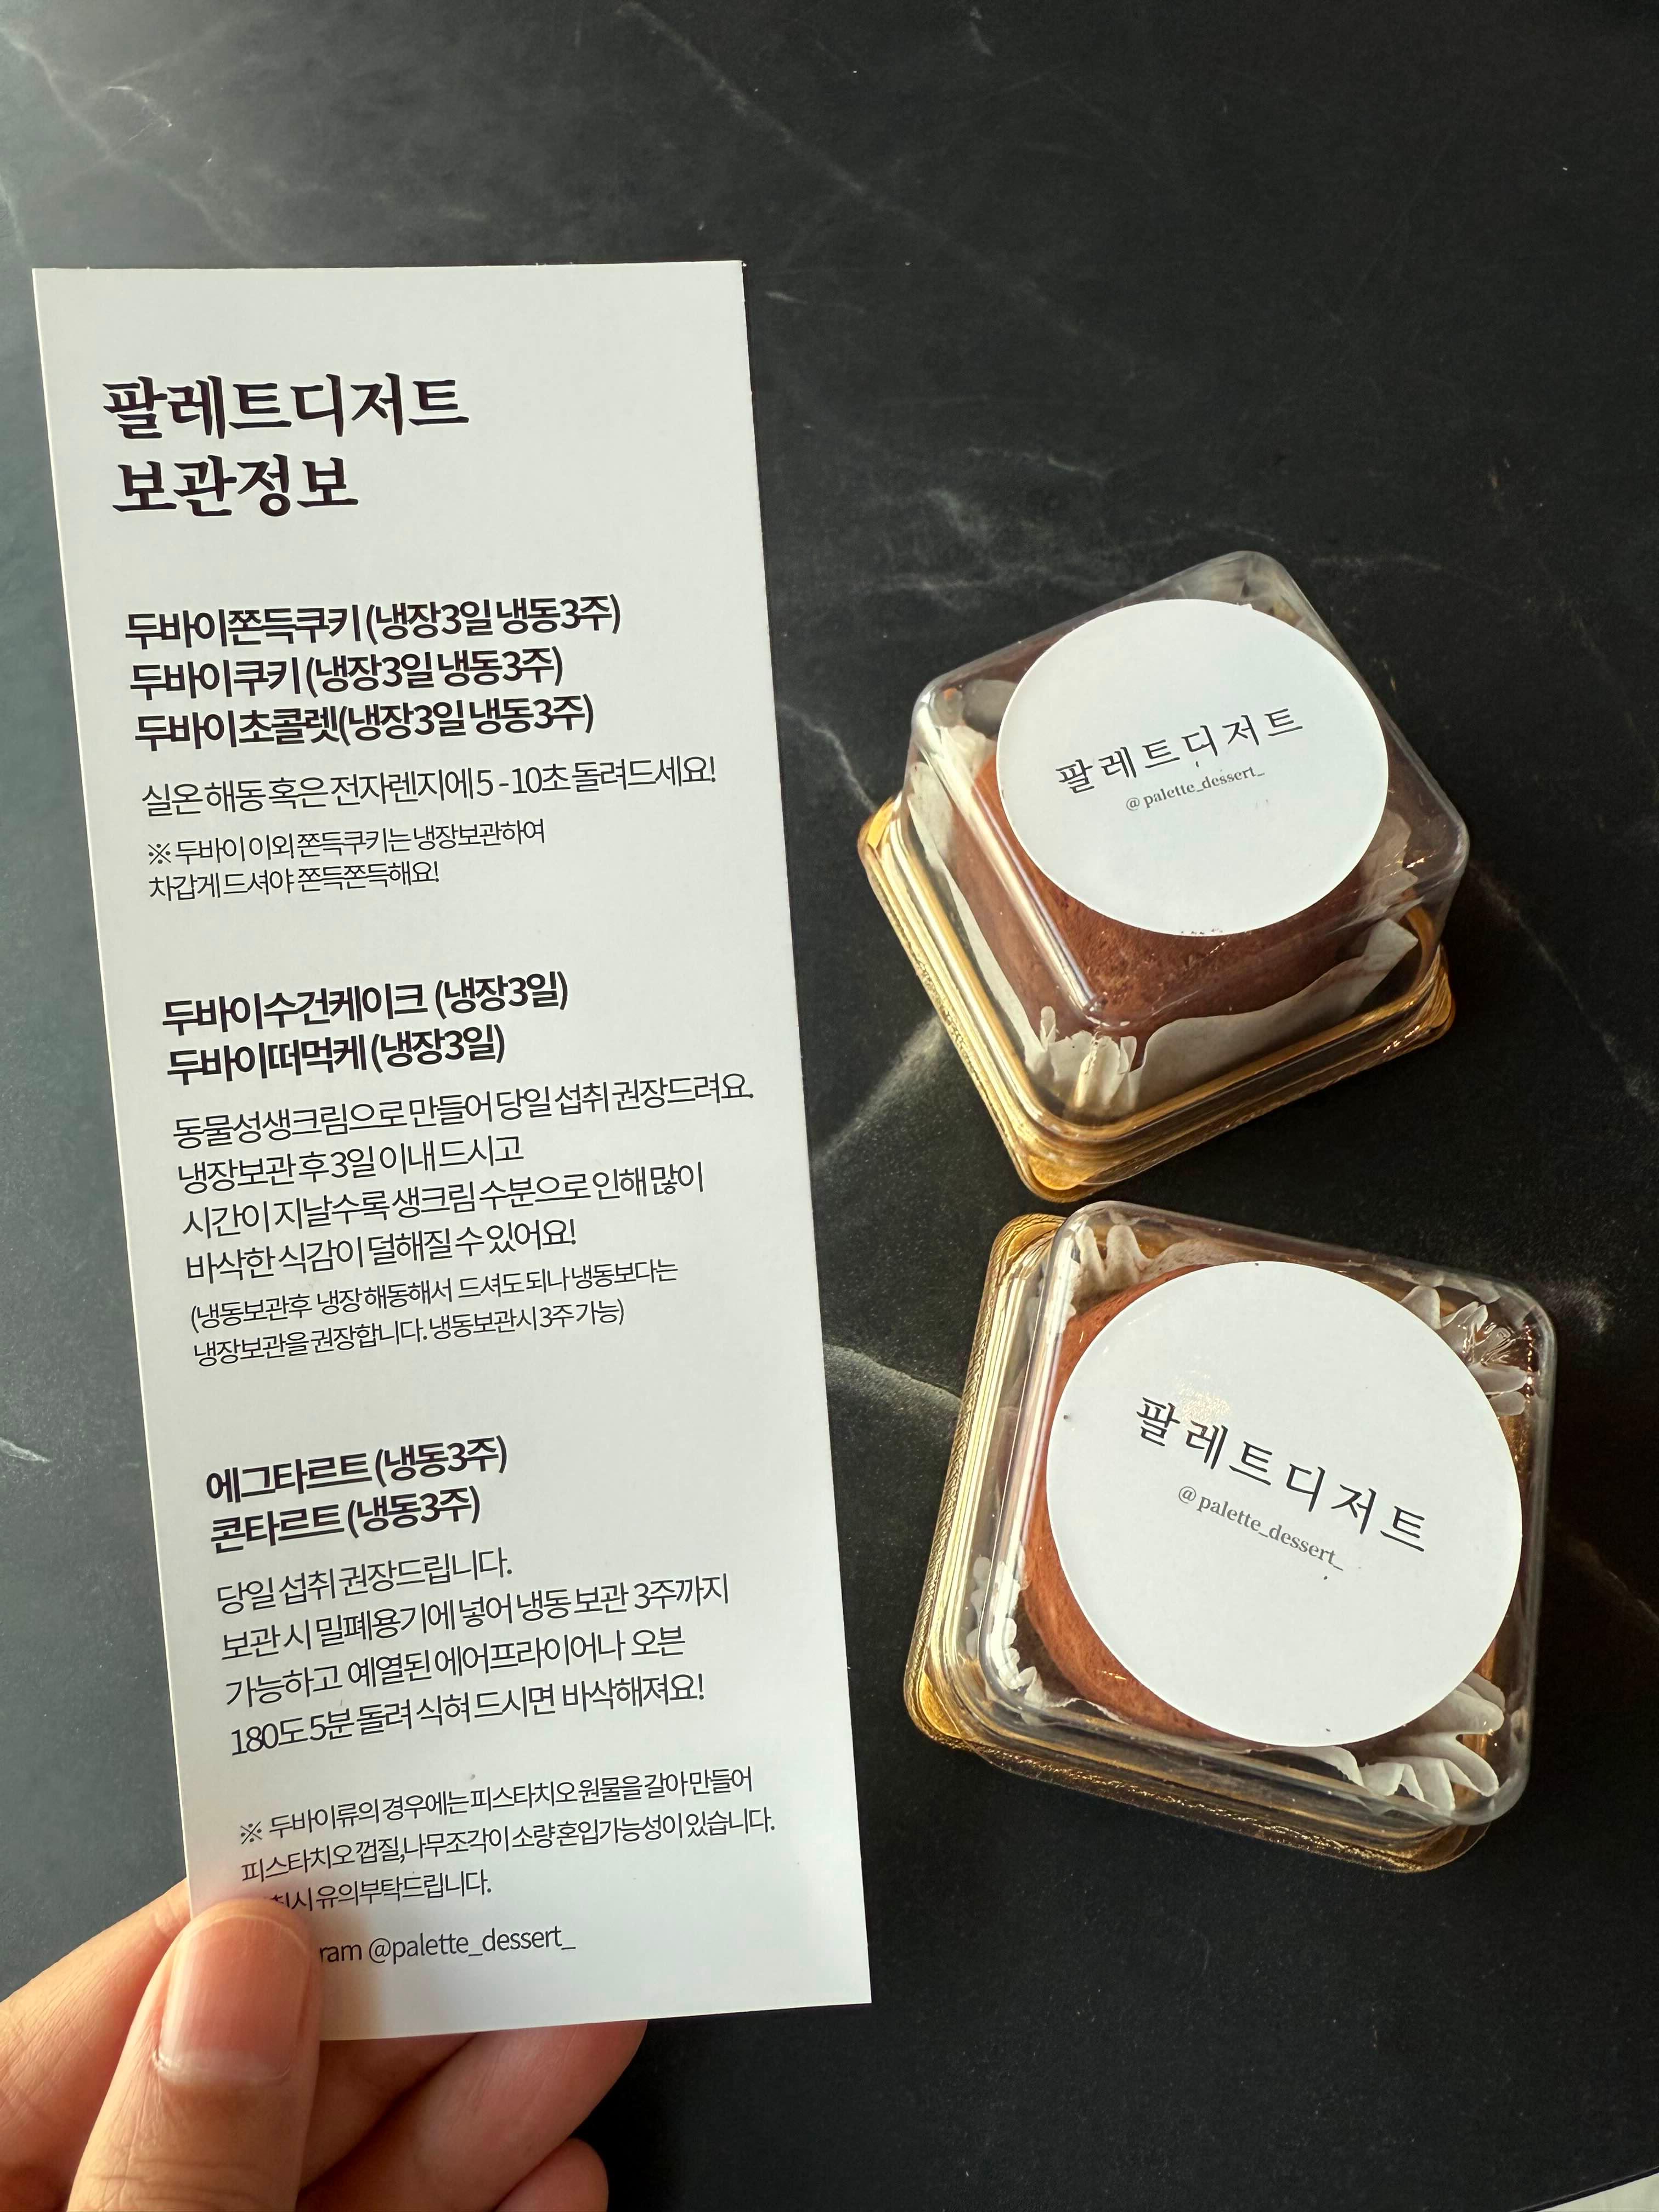 팔레트디저트
보관정보
두바이쫀득쿠키 (냉장3일 냉동3주)
두바이쿠키 (냉장3일 냉동3주)
두바이초콜렛(냉장3일 냉동3주)
실온 해동 혹은 전자렌지에 5 - 10초 돌려드세요!
※ 두바이 이외 쫀득쿠키는 냉장보관하여
차갑게 드셔야 쫀득쫀득해요!
두바이수건케이크 (냉장3일)
두바이떠먹케 (냉장3일)
동물성생크림으로 만들어 당일 섭취 권장드려요.
냉장보관 후 3일 이내 드시고
시간이 지날수록 생크림 수분으로 인해 많이
바삭한 식감이 덜해질 수 있어요!
(냉동보관후 냉장 해동해서 드셔도 되나 냉동보다는
냉장보관을 권장합니다. 냉동보관시 3주 가능)
에그타르트 (냉동3주)
콘타르트 (냉동3주)
당일 섭취 권장드립니다.
보관 시 밀폐용기에 넣어 냉동 보관 3주까지
가능하고 예열된 에어프라이어나 오븐
180도 5분 돌려 식혀 드시면 바삭해져요!
※ 두바이류의 경우에는 피스타치오 원물을 갈아 만들어
피스타치오 껍질,나무조각이 소량 혼입가능성이 있습니다.
유의부탁드립니다.
@palette_dessert_
팔레트디저트
@ palette_dessert_
팔레트디저트
@ palette_dessert_